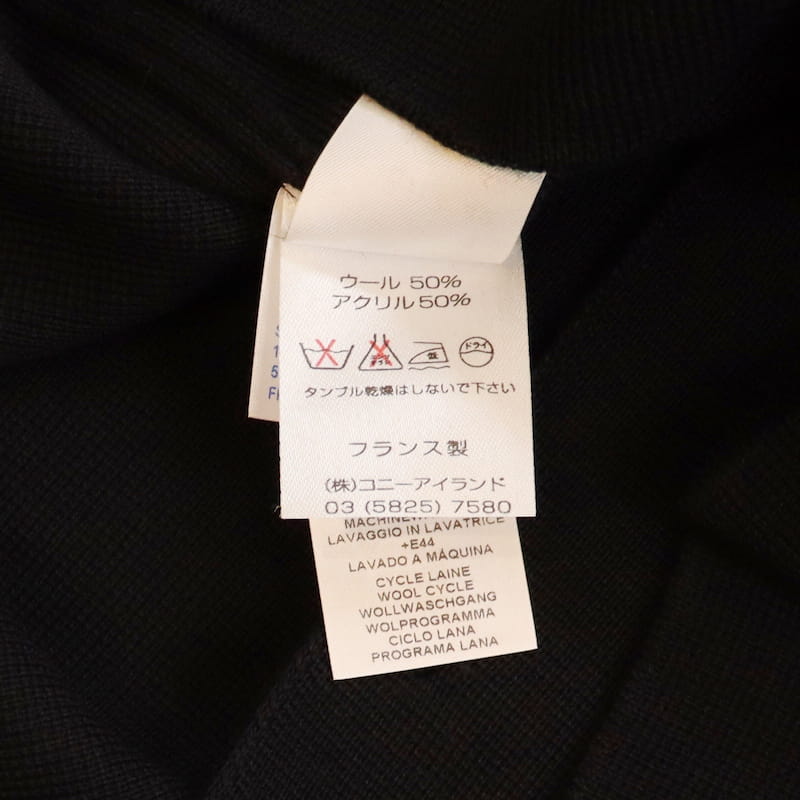 ウール 50%
アクリル50%
ドライ
タンブル乾燥はしないで下さい
フランス製
(株)コニーアイランド
03 (5825) 7580
LAVAGGIO IN LAVATRICE
+E44
LAVADO A MÁQUINA
CYCLE LAINE
WOOL CYCLE
WOLLWASCHGANG
WOLPROGRAMMA
CICLO LANA
PROGRAMA LANA